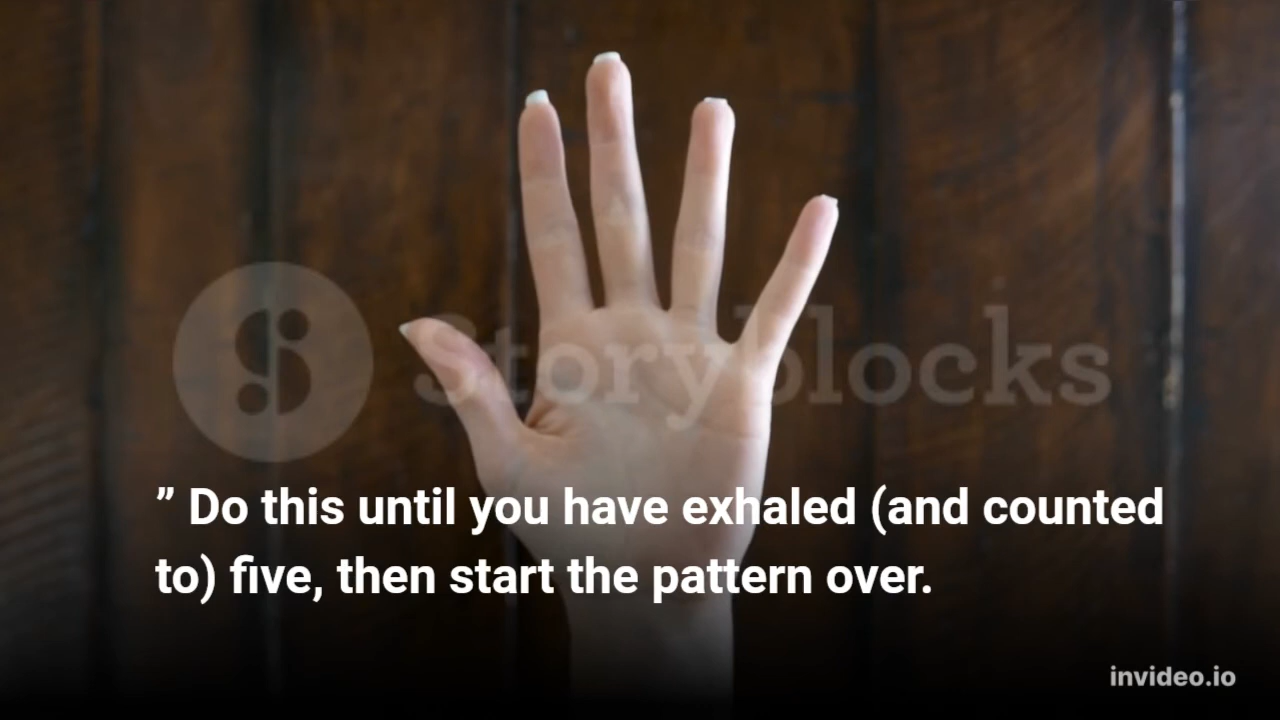 Storyblocks
” Do this until you have exhaled (and counted
to) five, then start the pattern over.
invideo.io